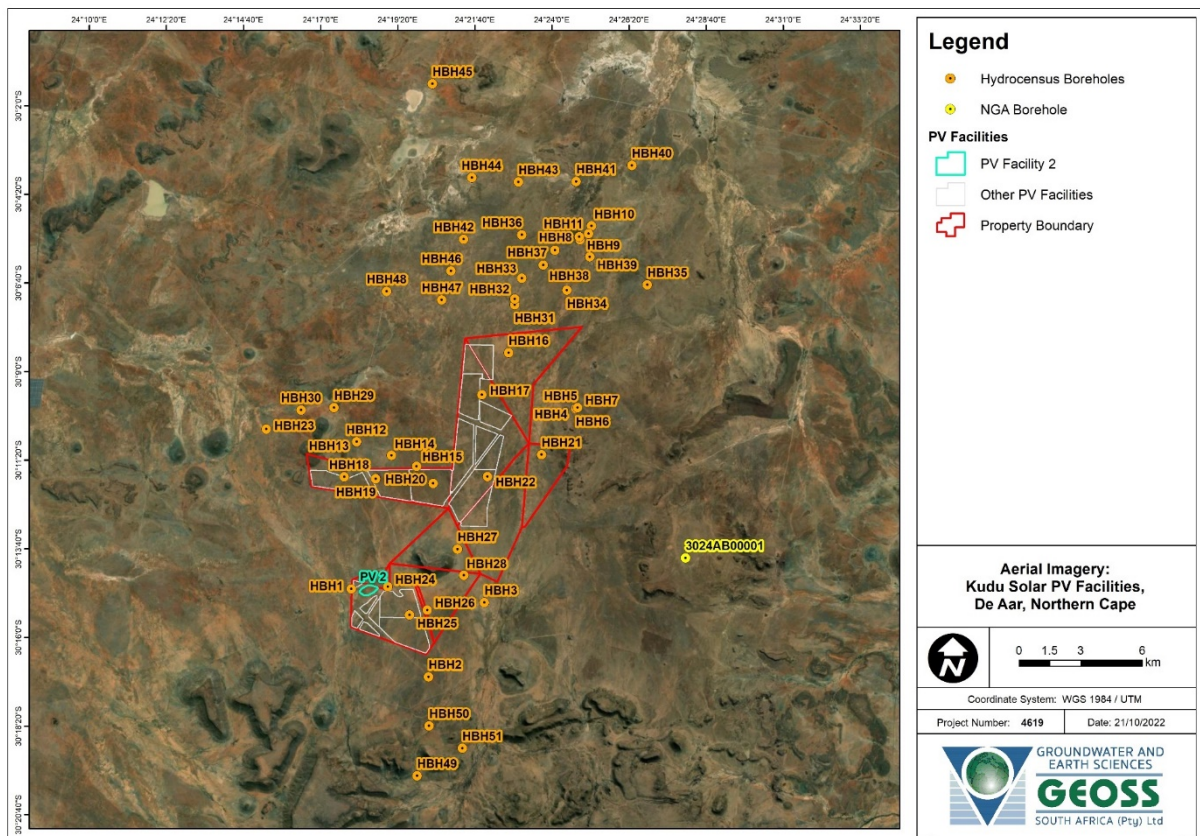 24°10'0"E
24°12'20"E
24°14'40"E
24°17'0"E
24°19'20"E
24°21'40"E
24°24'0"E
24°26'20"E
24°28'40"E
24°31'0"E
24°33'20"E
30°2'0"S
30°4'20"S
30°6'40"S
30°9'0"S
30°11'20"S
30°13'40"S
30°16'0"S
30°18'20"S
30°20'40"S
HBH45
HBH40
HBH44
HBH43
HBH41
HBH10
HBH36
HBH11
HBH42
HBH8
HBH9
HBH37
HBH39
HBH46
HBH33
HBH38
HBH35
HBH48
HBH47
HBH32
HBH34
HBH31
HBH16
HBH17
HBH5
HBH7
HBH30
HBH29
HBH4
HBH6
HBH23
HBH12
HBH21
HBH13
HBH14
HBH15
HBH18
HBH20
HBH22
HBH19
HBH27
3024AB00001
HBH28
PV 2
HBH1
HBH24
HBH3
HBH26
HBH25
HBH2
HBH50
HBH51
HBH49
Legend
Hydrocensus Boreholes
NGA Borehole
PV Facilities
PV Facility 2
Other PV Facilities
Property Boundary
Aerial Imagery:
Kudu Solar PV Facilities,
De Aar, Northern Cape
N
0 1.5 3 6
km
Coordinate System: WGS 1984 / UTM
Project Number: 4619 Date: 21/10/2022
GROUNDWATER AND
EARTH SCIENCES
GEOSS
SOUTH AFRICA (Pty) Ltd